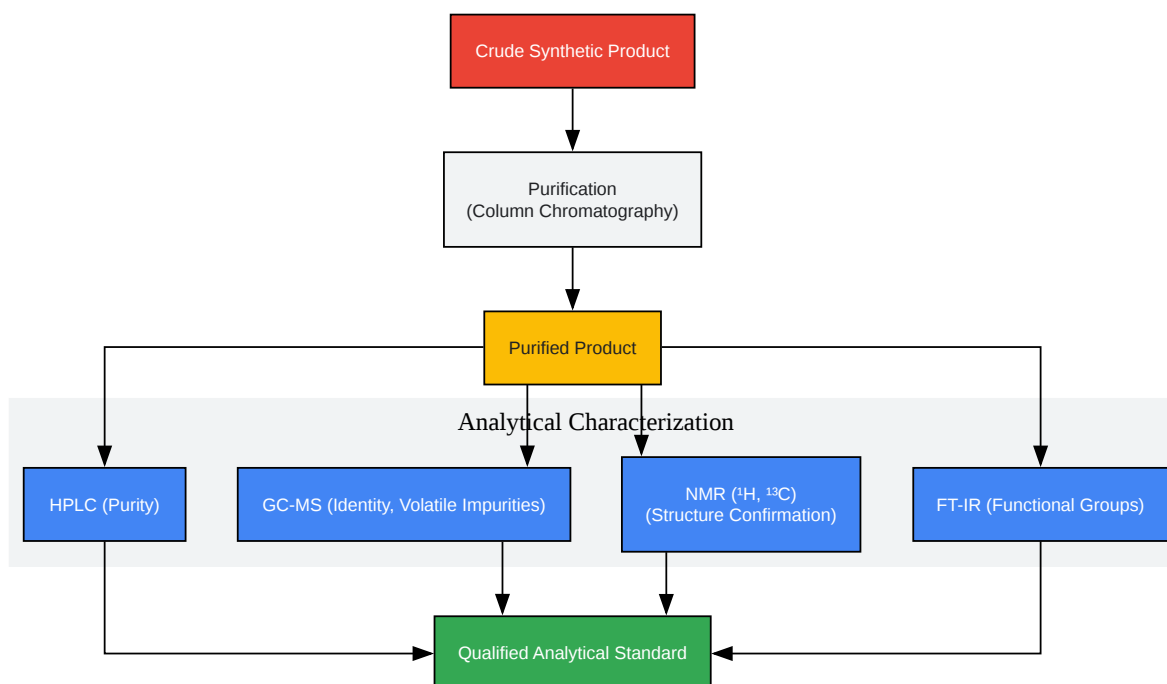 Crude Synthetic Product
Purification
(Column Chromatography)
Purified Product
Analytical Characterization
HPLC (Purity)
GC-MS (Identity, Volatile Impurities)
NMR (¹H, ¹³C)
(Structure Confirmation)
FT-IR (Functional Groups)
Qualified Analytical Standard